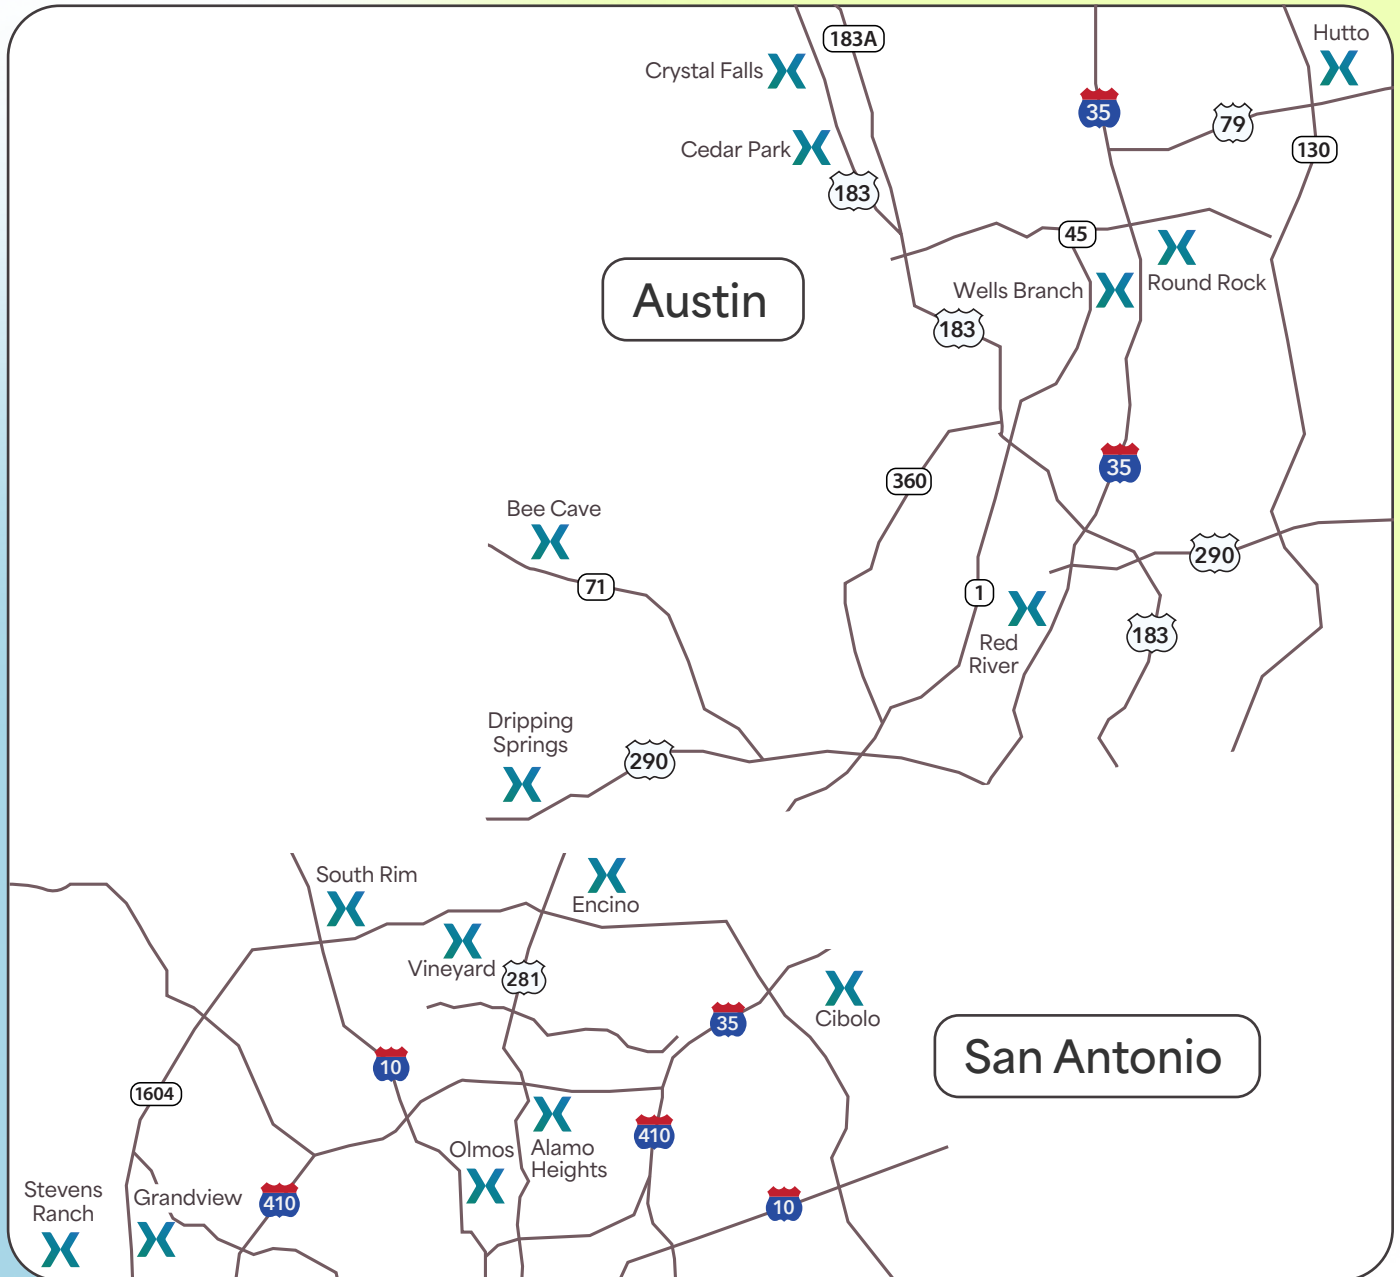 Hutto
183A
Crystal Falls
35
79
Cedar Park
130
183
45
Round Rock
Wells Branch
Austin
183
35
360
Bee Cave
290
71
1
183
Red
River
Dripping
Springs
290
South Rim
Encino
Vineyard
281
Cibolo
35
San Antonio
10
1604
410
Olmos
Alamo
Heights
Stevens
Ranch
Grandview
410
10